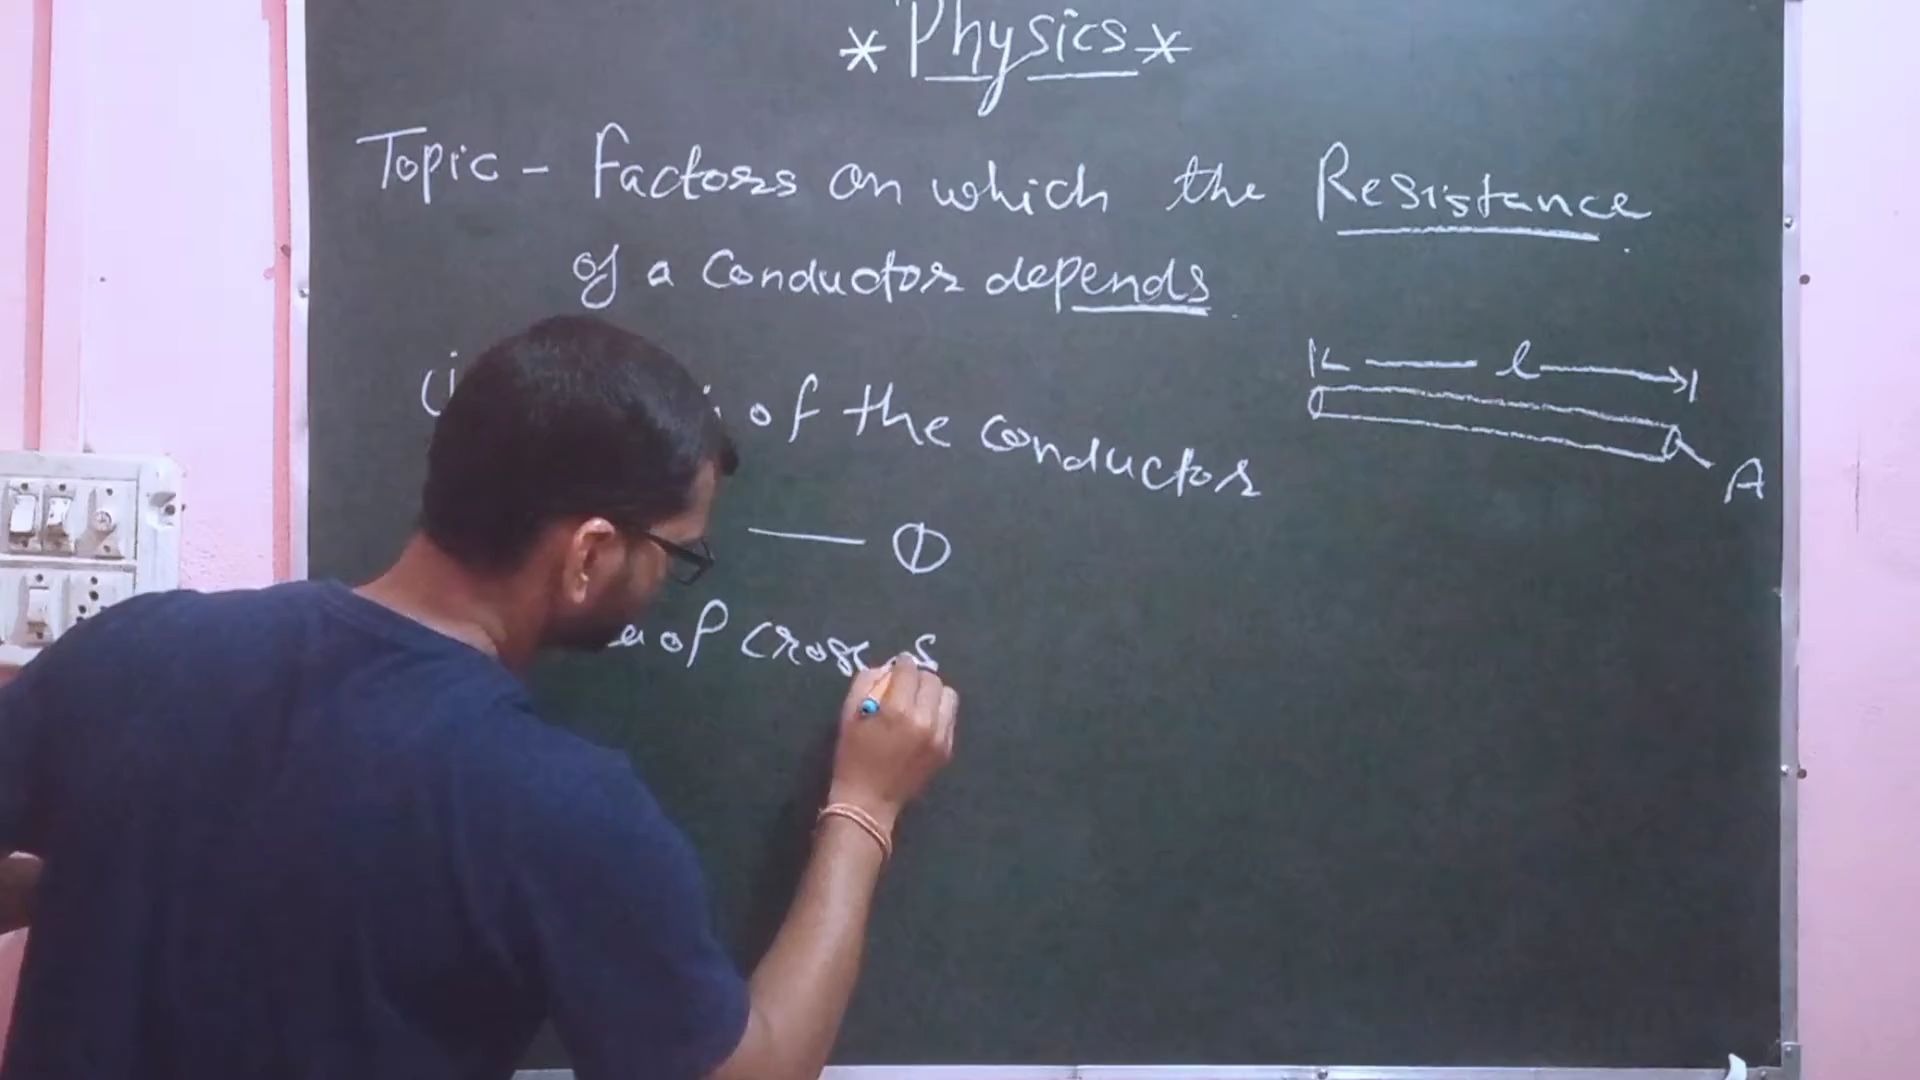 * Physics *
Topic - Factors on which the Resistance
of a conductor depends
l
of the conductor
A
— ①
of cross s